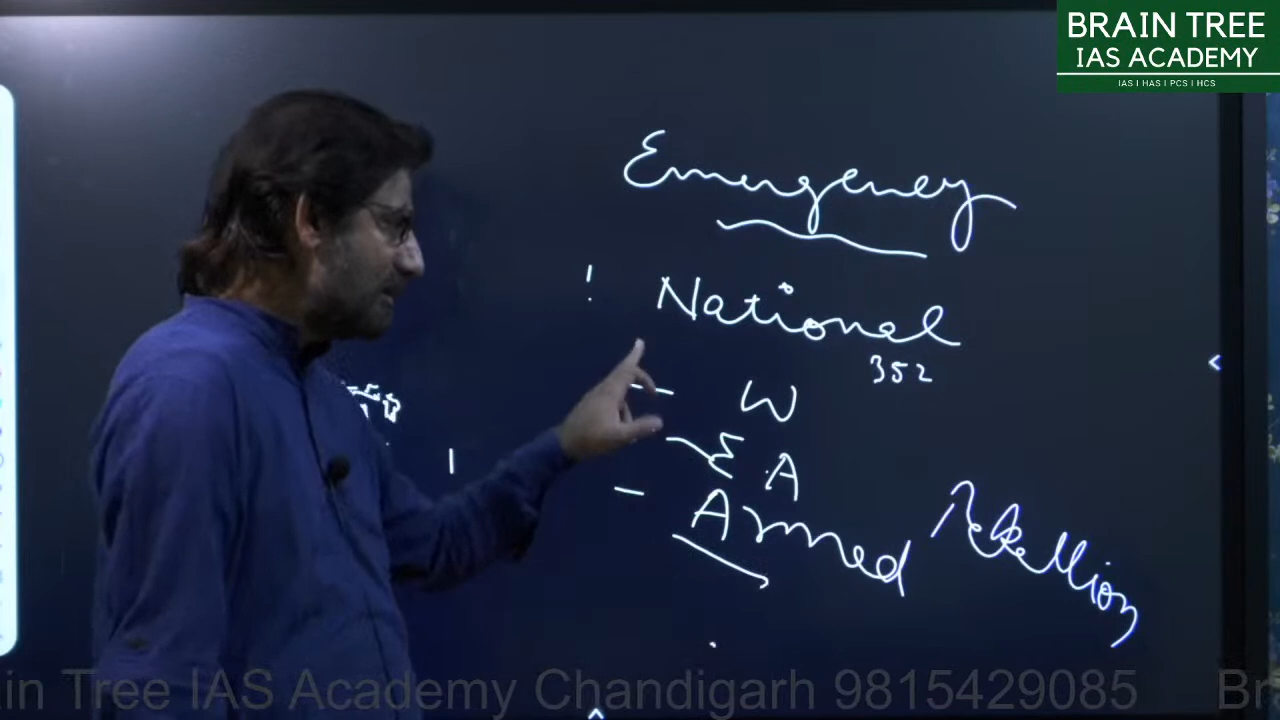 BRAIN TREE
IAS ACADEMY
IAS I HAS I PCS I HCS
Emergency
! National
352
- W
- E.A
- Armed Rebellion
in Tree IAS Academy Chandigarh 9815429085 Br